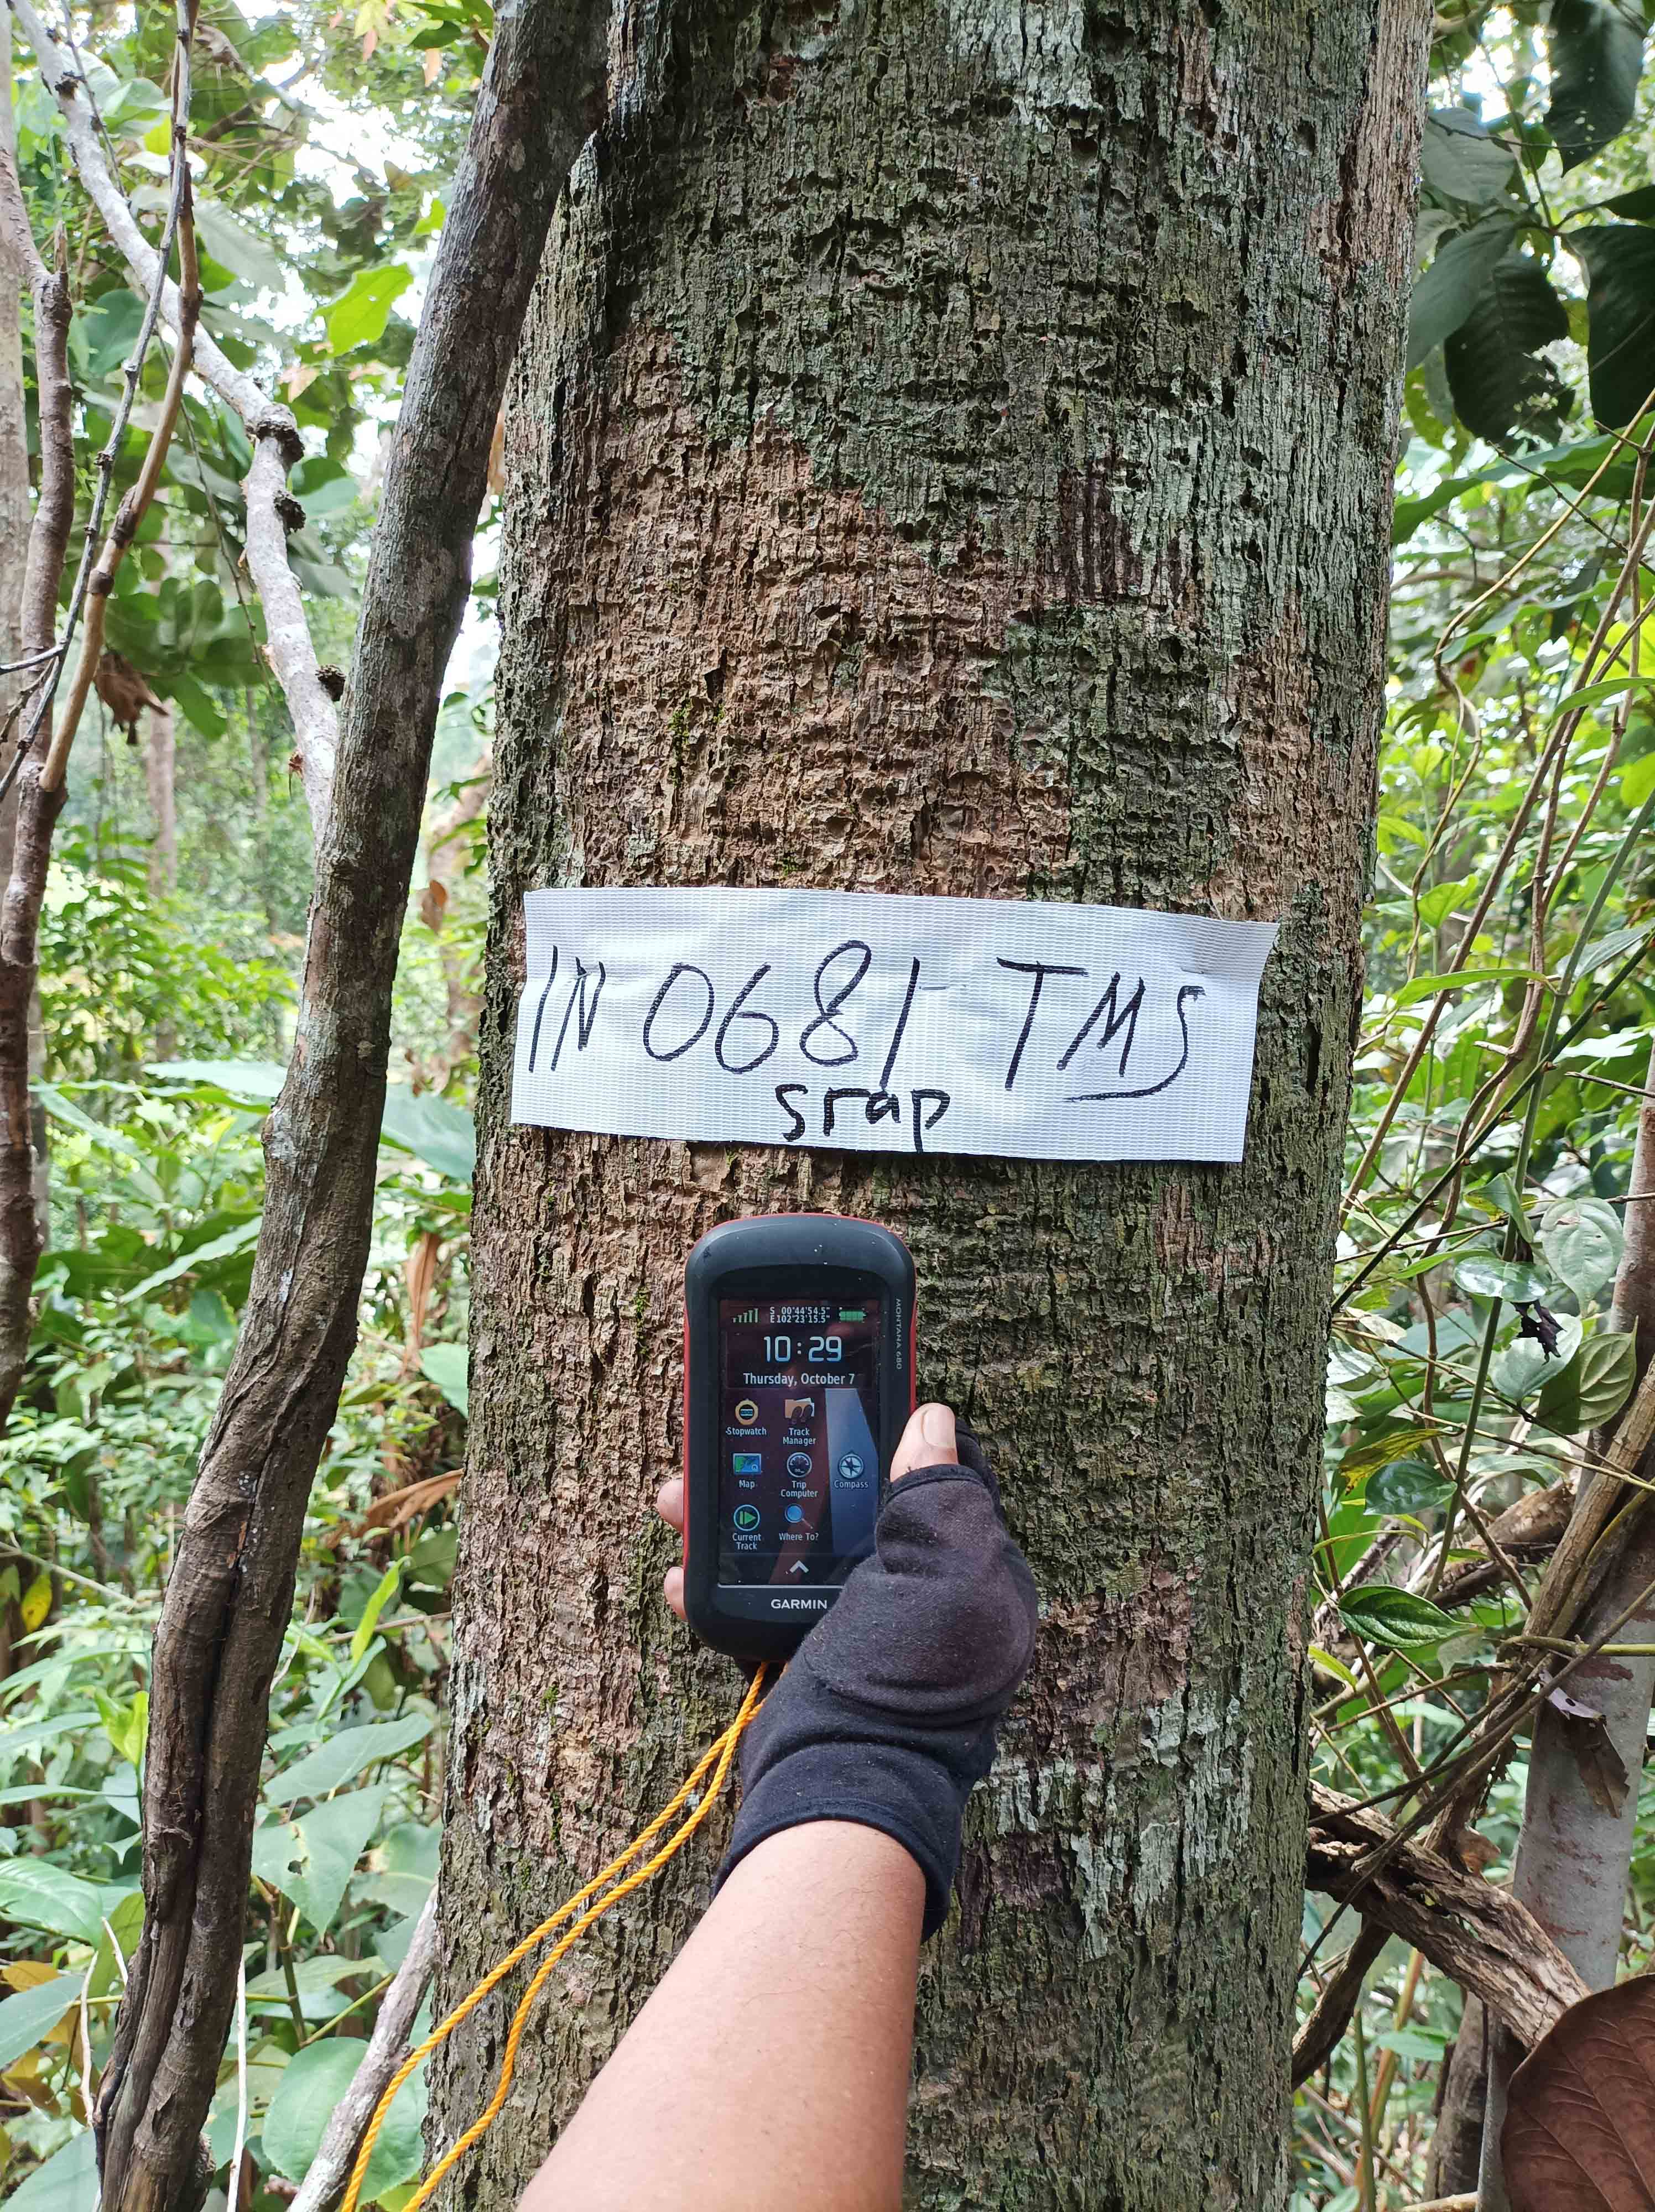 IN 0681 TMS
srap
S 00°44'54.5"
E102°23'15.5"
10:29
Thursday, October 7
Stopwatch
Track Manager
Map
Trip Computer
Compass
Current Track
Where To?
GARMIN
MONTANA 680